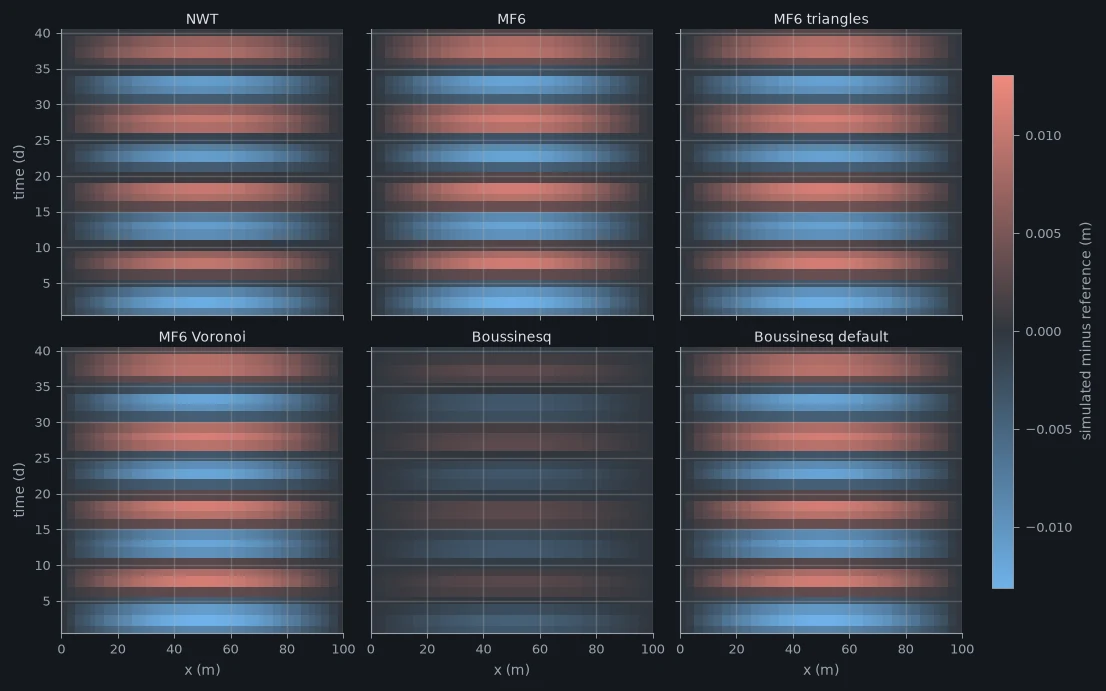 NWT
MF6
MF6 triangles
40
35
30
25
20
15
10
5
time (d)
MF6 Voronoi
Boussinesq
Boussinesq default
40
35
30
25
20
15
10
5
time (d)
0 20 40 60 80 100
0 20 40 60 80 100
0 20 40 60 80 100
x (m)
x (m)
x (m)
0.010
0.005
0.000
−0.005
−0.010
simulated minus reference (m)